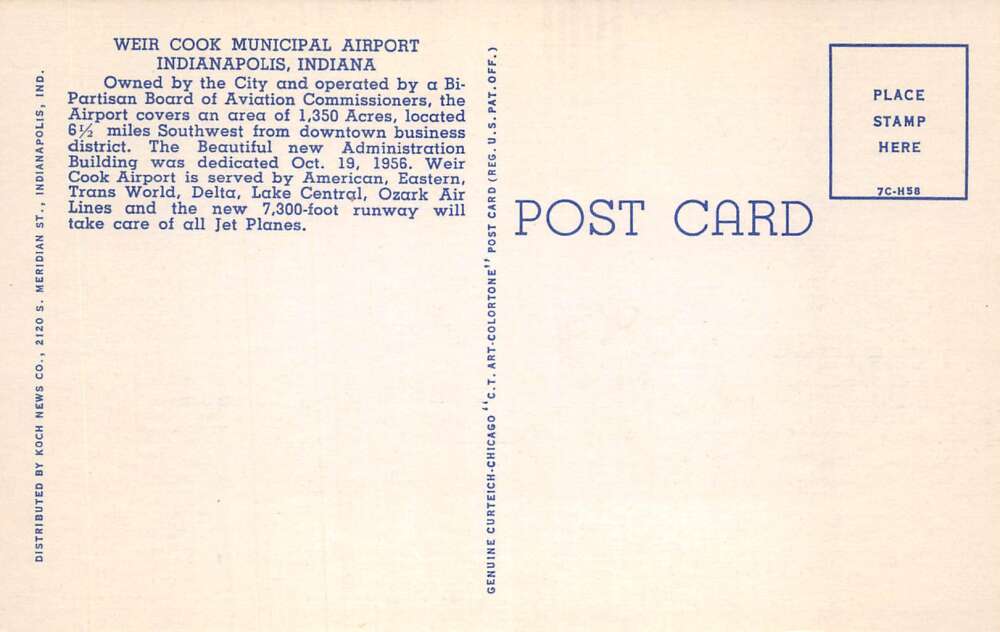 WEIR COOK MUNICIPAL AIRPORT
INDIANAPOLIS, INDIANA
Owned by the City and operated by a Bi-
Partisan Board of Aviation Commissioners, the
Airport covers an area of 1,350 Acres, located
6½ miles Southwest from downtown business
district. The Beautiful new Administration
Building was dedicated Oct. 19, 1956. Weir
Cook Airport is served by American, Eastern,
Trans World, Delta, Lake Central, Ozark Air
Lines and the new 7,300-foot runway will
take care of all Jet Planes.
DISTRIBUTED BY KOCH NEWS CO., 2120 S. MERIDIAN ST., INDIANAPOLIS, IND.
GENUINE CURTEICH-CHICAGO "C.T. ART-COLORTONE" POST CARD (REG. U.S. PAT. OFF.)
POST CARD
PLACE
STAMP
HERE
7C-H58